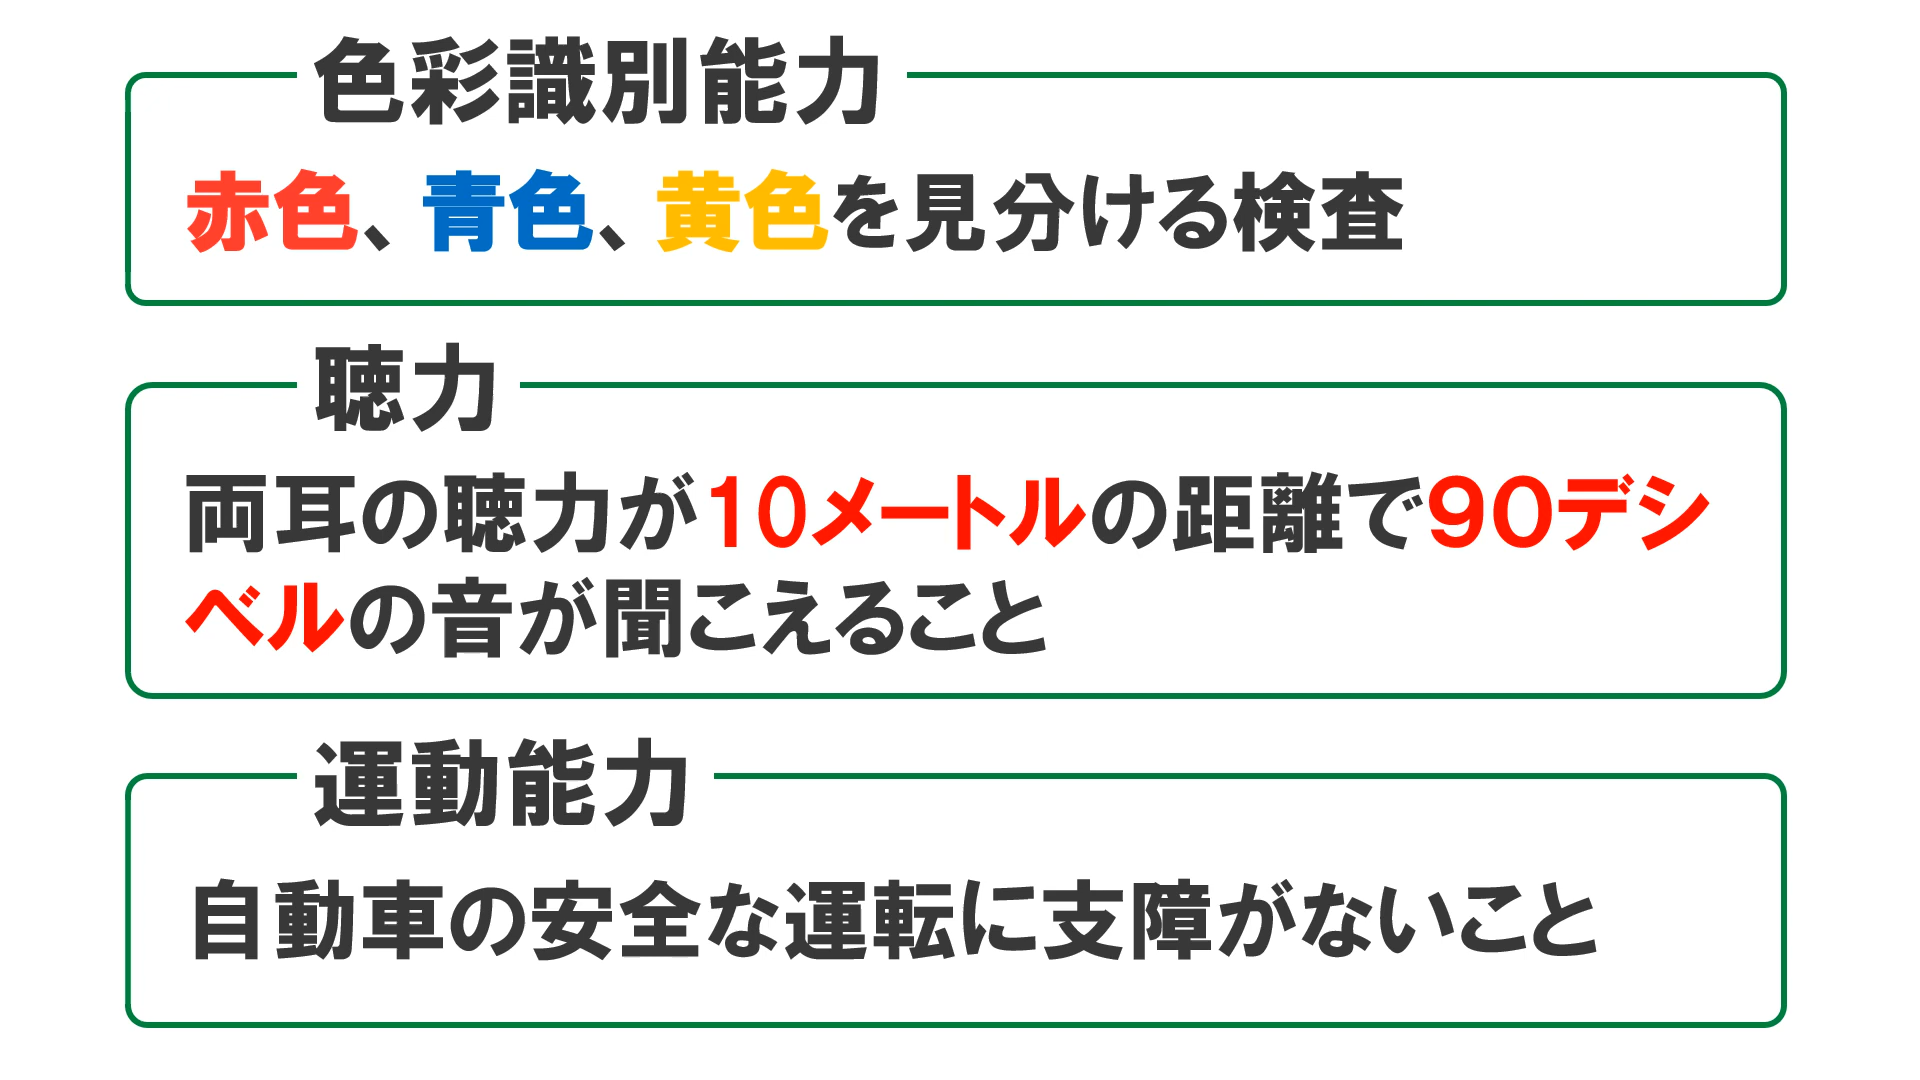 色彩識別能力
赤色、青色、黄色を見分ける検査
聴力
両耳の聴力が10メートルの距離で９０デシ
ベルの音が聞こえること
運動能力
自動車の安全な運転に支障がないこと